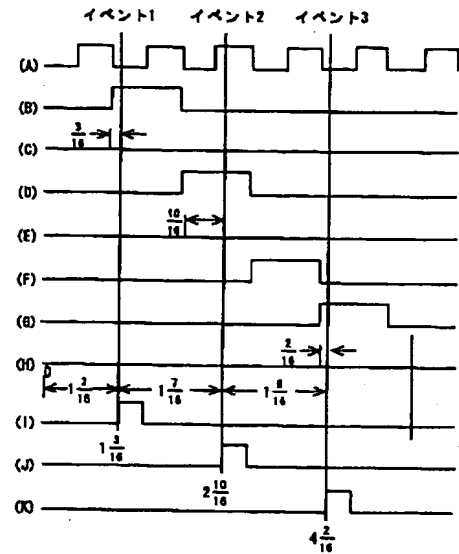 イベント1 イベント2 イベント3
(A)
(B)
3/16
(C)
(D)
10/16
(E)
(F)
(G)
2/16
(H)
0
1 3/16 1 7/16 1 8/16
(I)
1 3/16
(J)
2 10/16
(K)
4 2/16